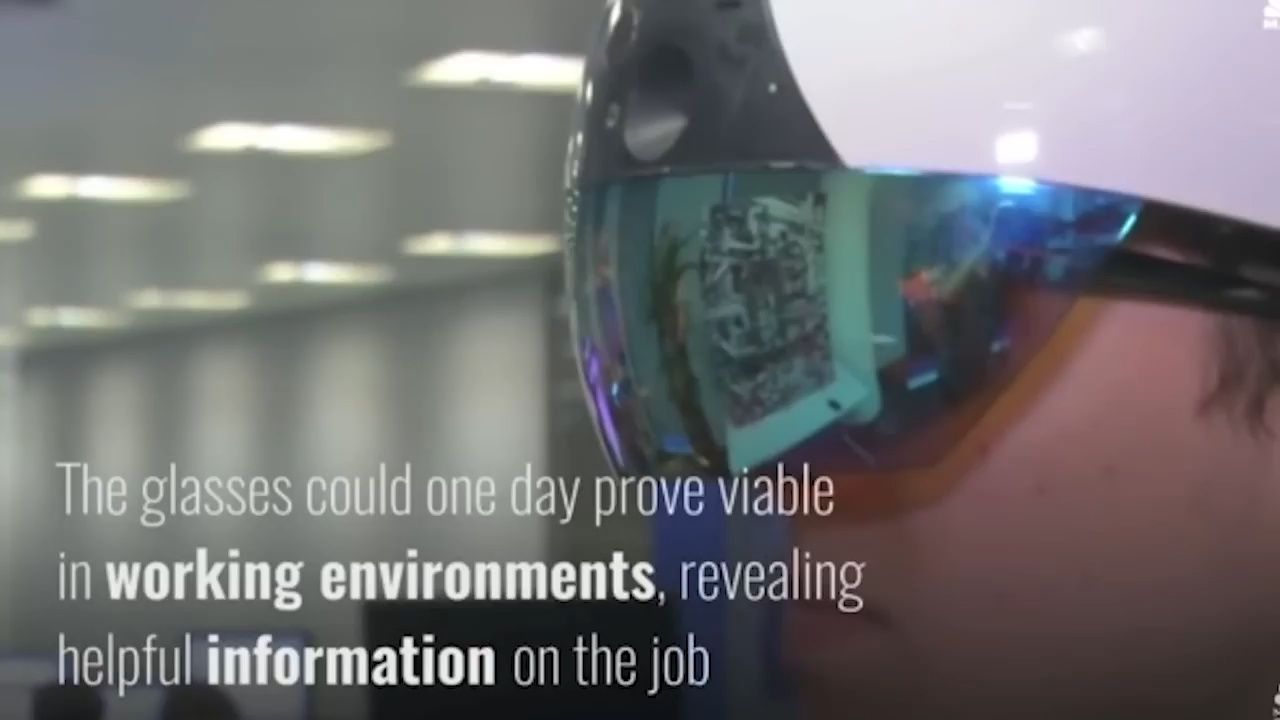 The glasses could one day prove viable
in working environments, revealing
helpful information on the job